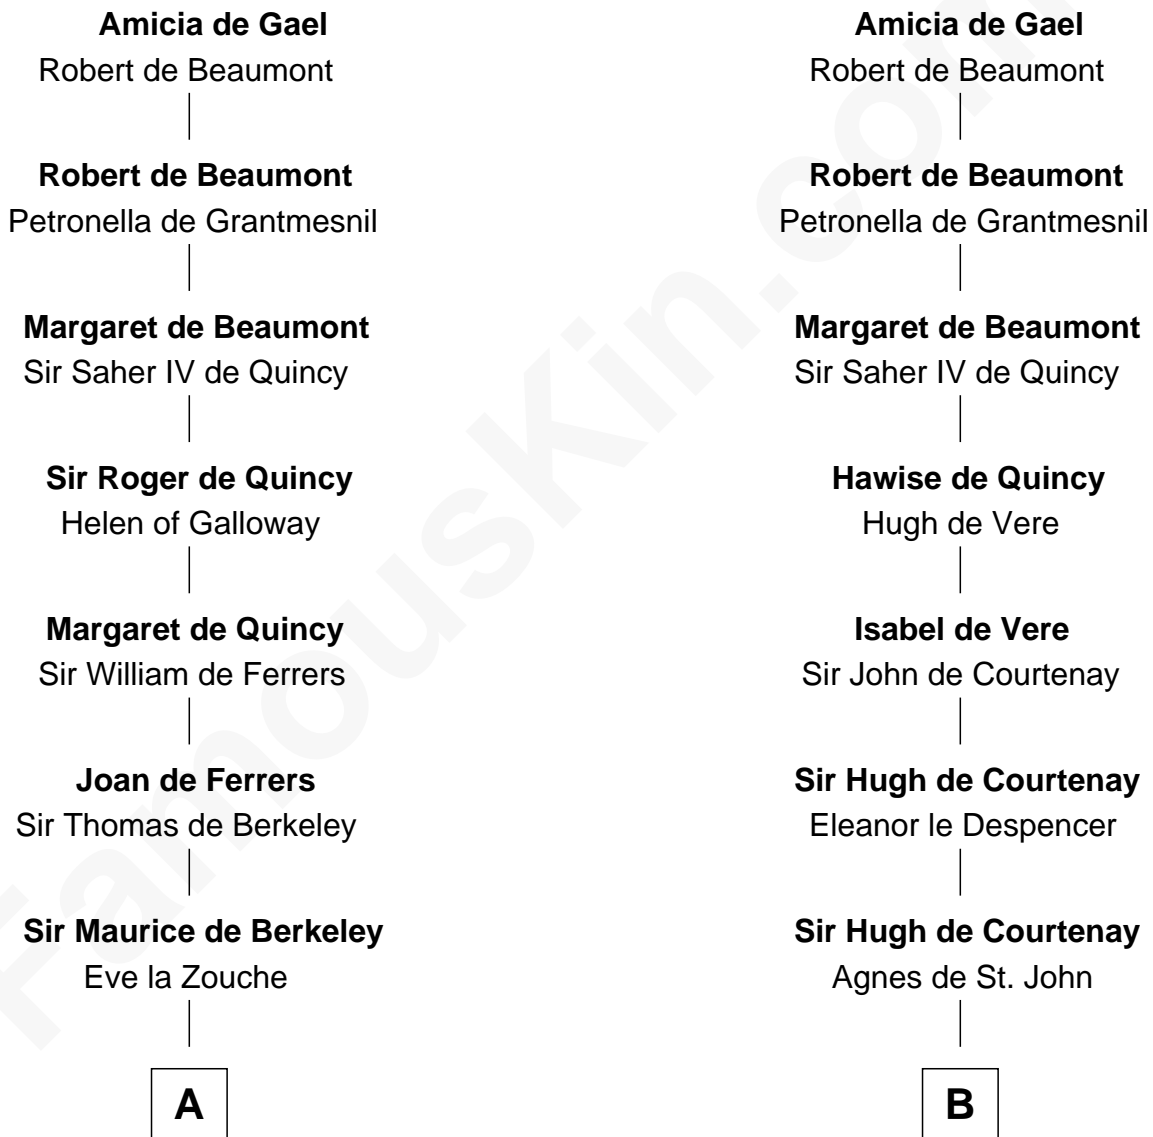 Amicia de Gael
Robert de Beaumont
Robert de Beaumont
Petronella de Grantmesnil
Margaret de Beaumont
Sir Saher IV de Quincy
Sir Roger de Quincy
Helen of Galloway
Margaret de Quincy
Sir William de Ferrers
Joan de Ferrers
Sir Thomas de Berkeley
Sir Maurice de Berkeley
Eve la Zouche
A
Amicia de Gael
Robert de Beaumont
Robert de Beaumont
Petronella de Grantmesnil
Margaret de Beaumont
Sir Saher IV de Quincy
Hawise de Quincy
Hugh de Vere
Isabel de Vere
Sir John de Courtenay
Sir Hugh de Courtenay
Eleanor le Despencer
Sir Hugh de Courtenay
Agnes de St. John
B
FamousKin.com